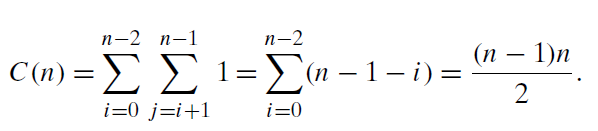 C(n) = \sum_{i=0}^{n-2} \sum_{j=i+1}^{n-1} 1 = \sum_{i=0}^{n-2} (n − 1 − i) = \frac{(n − 1)n}{2}.